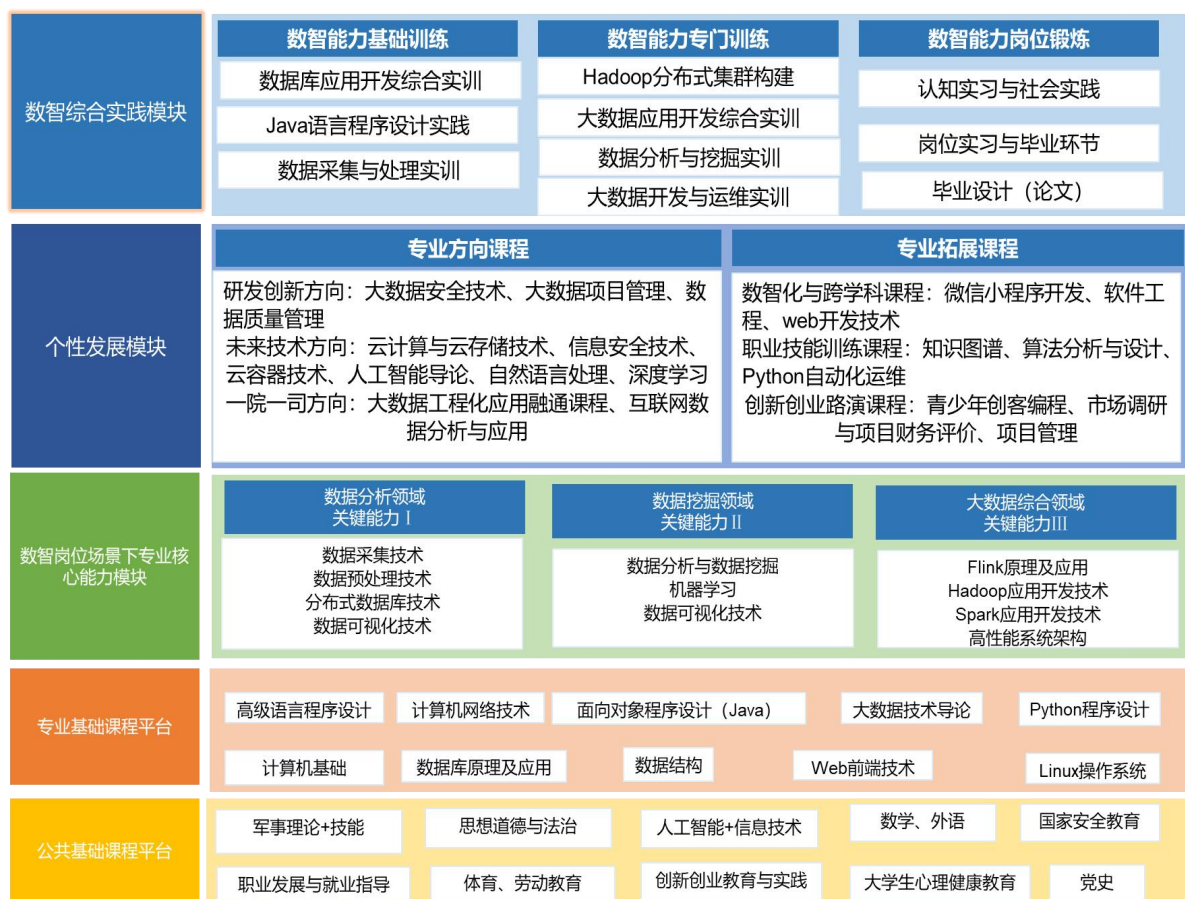 数智综合实践模块
数智能力基础训练
数据库应用开发综合实训
Java语言程序设计实践
数据采集与处理实训
数智能力专门训练
Hadoop分布式集群构建
大数据应用开发综合实训
数据分析与挖掘实训
大数据开发与运维实训
数智能力岗位锻炼
认知实习与社会实践
岗位实习与毕业环节
毕业设计（论文）
个性发展模块
专业方向课程
研发创新方向：大数据安全技术、大数据项目管理、数
据质量管理
未来技术方向：云计算与云存储技术、信息安全技术、
云容器技术、人工智能导论、自然语言处理、深度学习
一院一司方向：大数据工程化应用融通课程、互联网数
据分析与应用
专业拓展课程
数智化与跨学科课程：微信小程序开发、软件工
程、web开发技术
职业技能训练课程：知识图谱、算法分析与设计、
Python自动化运维
创新创业路演课程：青少年创客编程、市场调研
与项目财务评价、项目管理
数智岗位场景下专业核
心能力模块
数据分析领域
关键能力Ⅰ
数据采集技术
数据预处理技术
分布式数据库技术
数据可视化技术
数据挖掘领域
关键能力Ⅱ
数据分析与数据挖掘
机器学习
数据可视化技术
大数据综合领域
关键能力Ⅲ
Flink原理及应用
Hadoop应用开发技术
Spark应用开发技术
高性能系统架构
专业基础课程平台
高级语言程序设计
计算机网络技术
面向对象程序设计（Java）
大数据技术导论
Python程序设计
计算机基础
数据库原理及应用
数据结构
Web前端技术
Linux操作系统
公共基础课程平台
军事理论+技能
思想道德与法治
人工智能+信息技术
数学、外语
国家安全教育
职业发展与就业指导
体育、劳动教育
创新创业教育与实践
大学生心理健康教育
党史